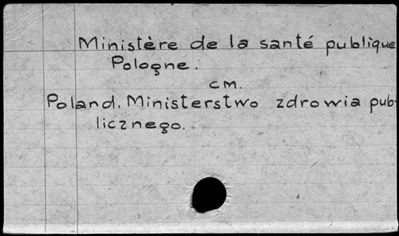 Ministère de la santé publique
Pologne.
cm.
Poland. Ministerstwo zdrowia pub-
licznego.